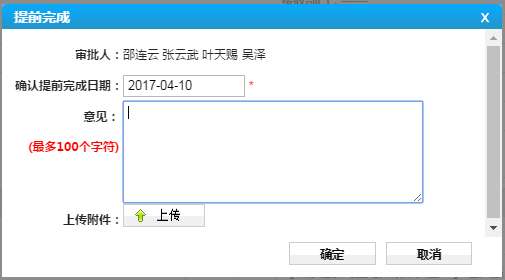 提前完成 X
审批人：邵连云 张云武 叶天赐 吴泽
确认提前完成日期： 2017-04-10 *
意见：
(最多100个字符)
上传附件： 上传
确定 取消